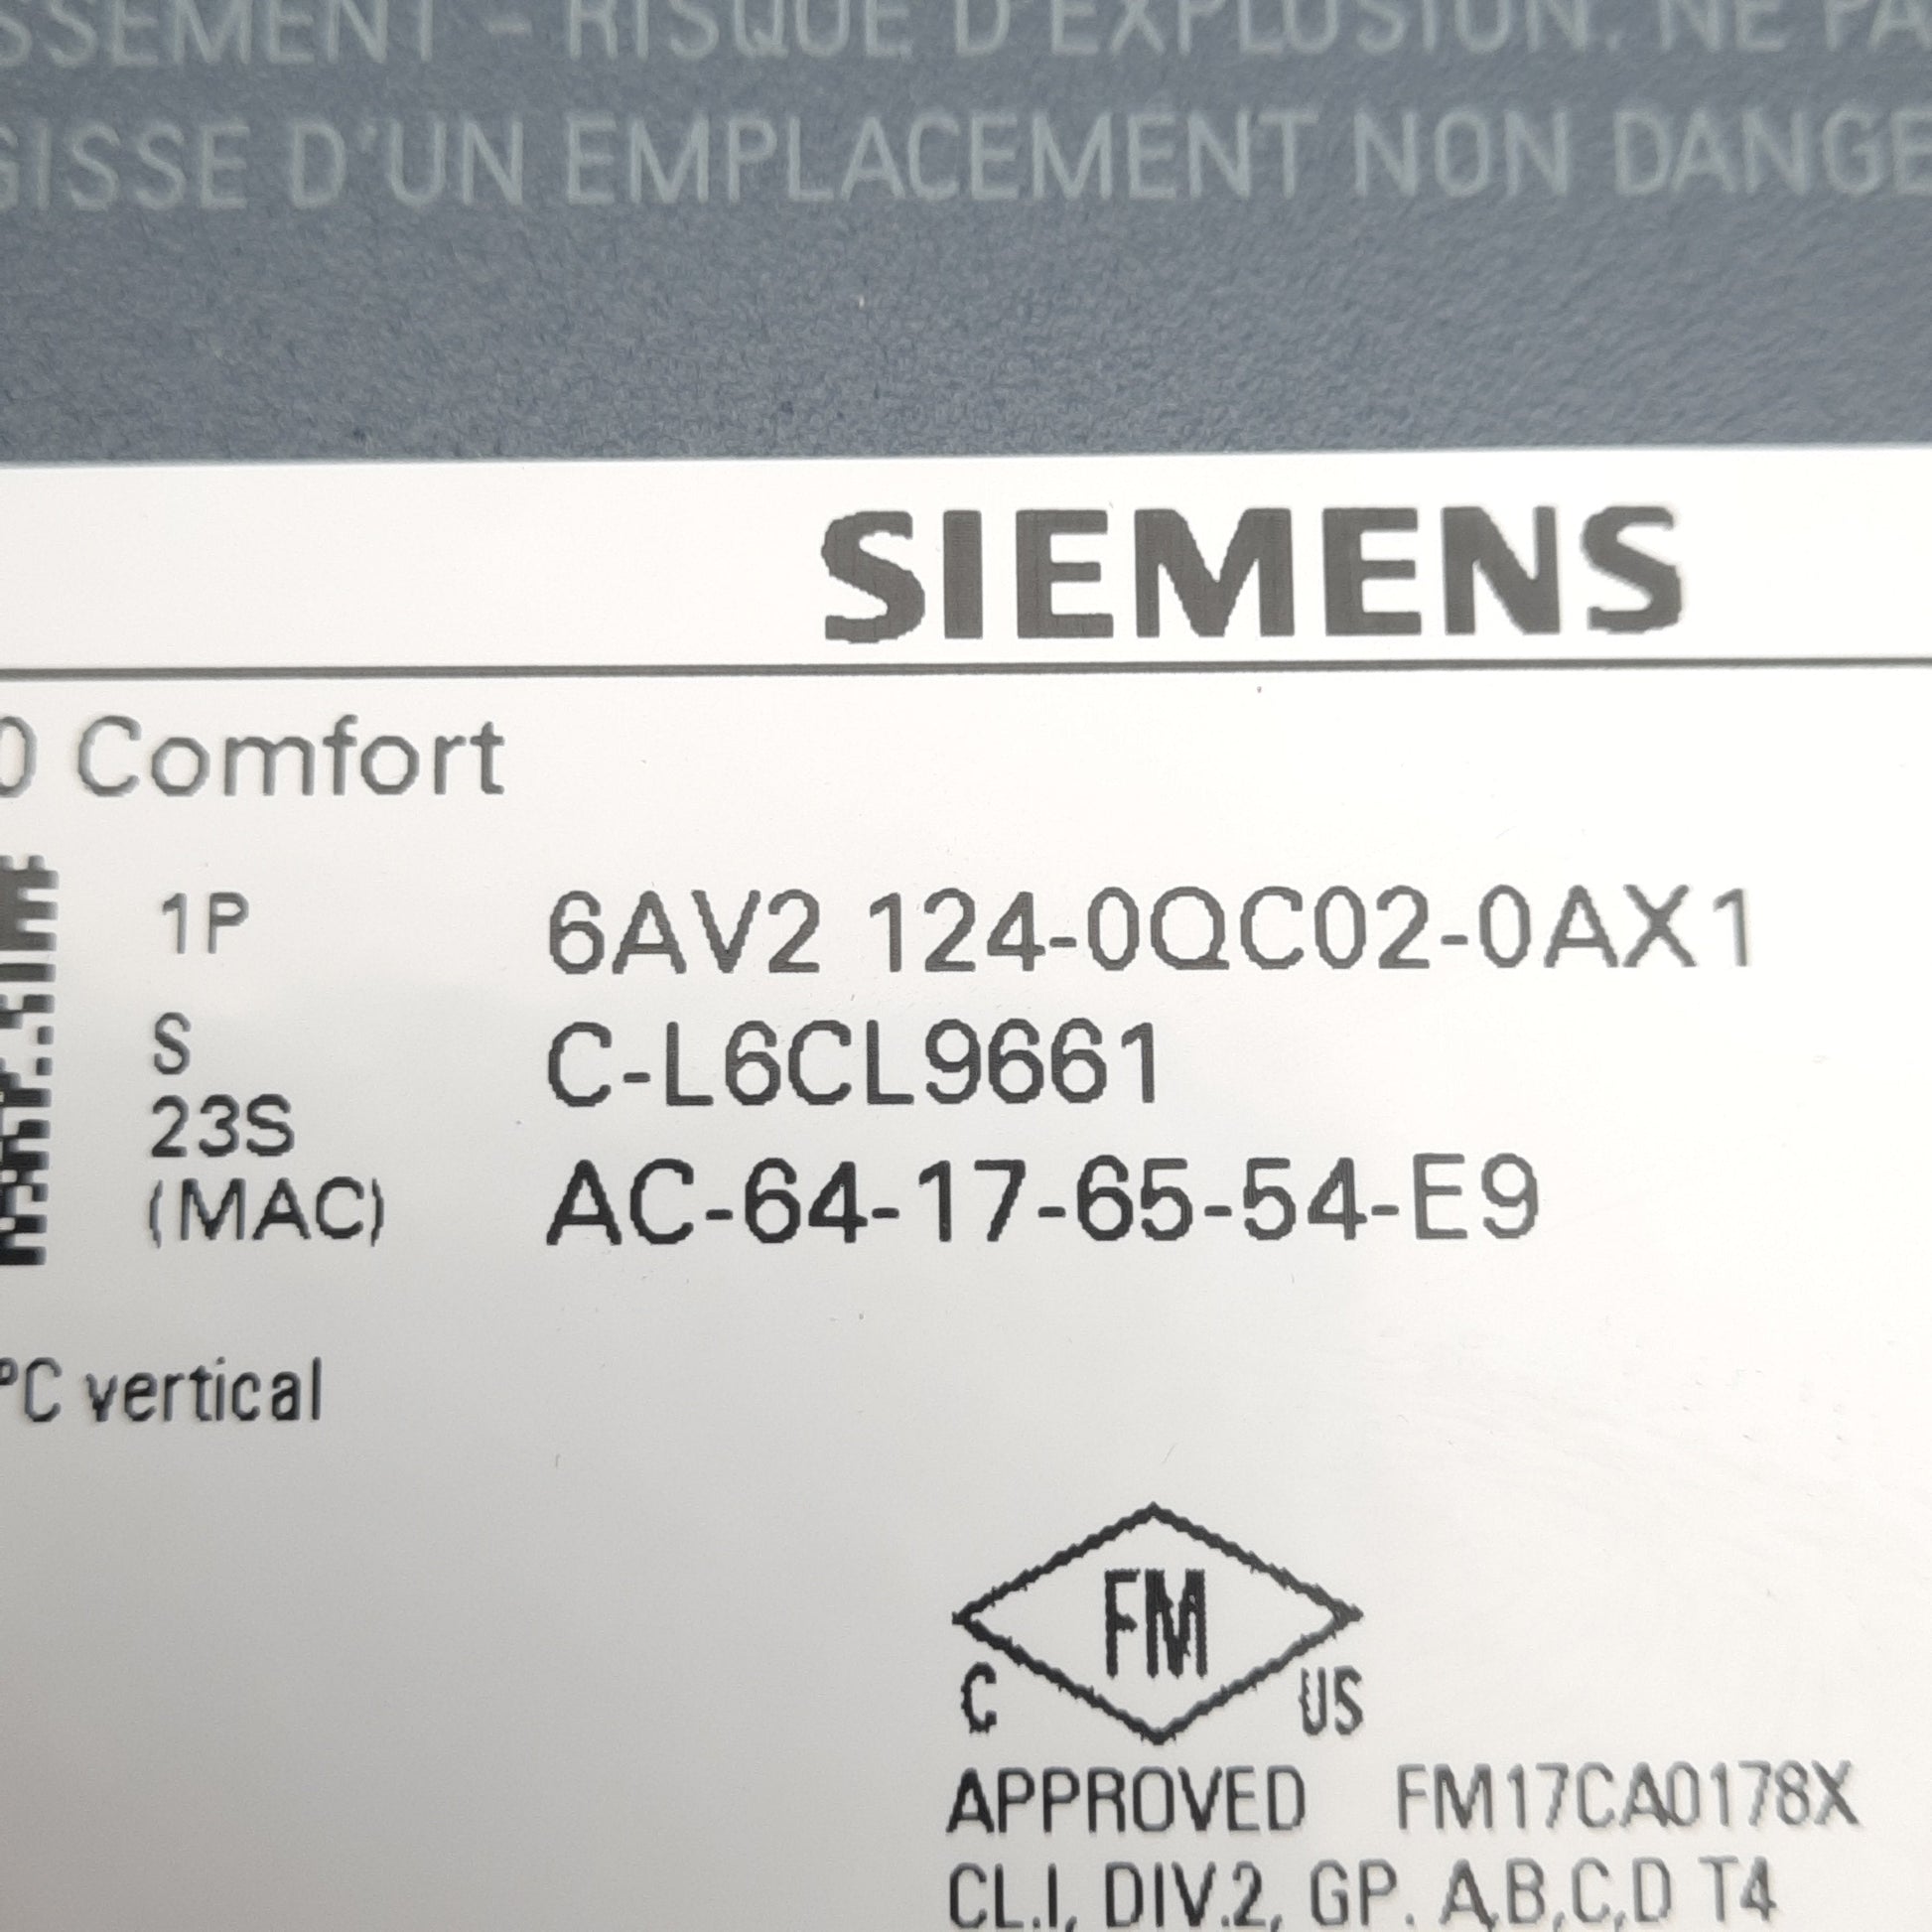 SSEMENT - RISQUE D'EXPLOSION. NE PA
GISSE D'UN EMPLACEMENT NON DANGE
SIEMENS
0 Comfort
1P 6AV2 124-0QC02-0AX1
S C-L6CL9661
23S
(MAC) AC-64-17-65-54-E9
°C vertical
FM
C US
APPROVED FM17CA0178X
CL.I, DIV.2, GP. A,B,C,D T4